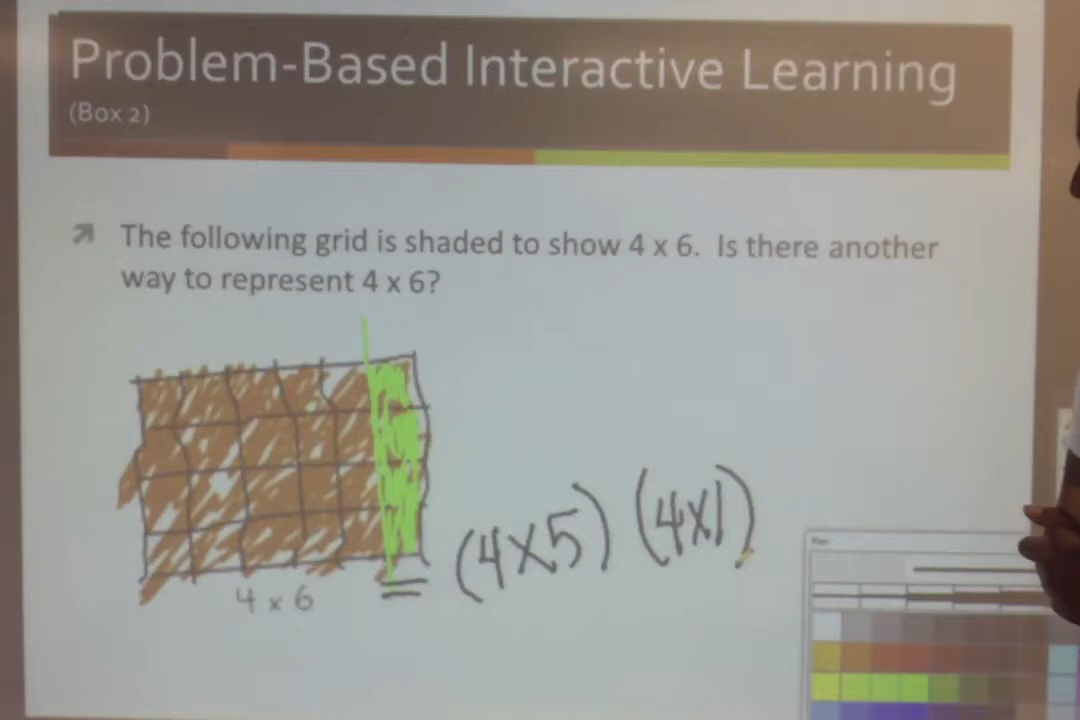 Problem-Based Interactive Learning
(Box 2)
The following grid is shaded to show 4 x 6. Is there another
way to represent 4 x 6?
(4x5) (4x1)
4 x 6